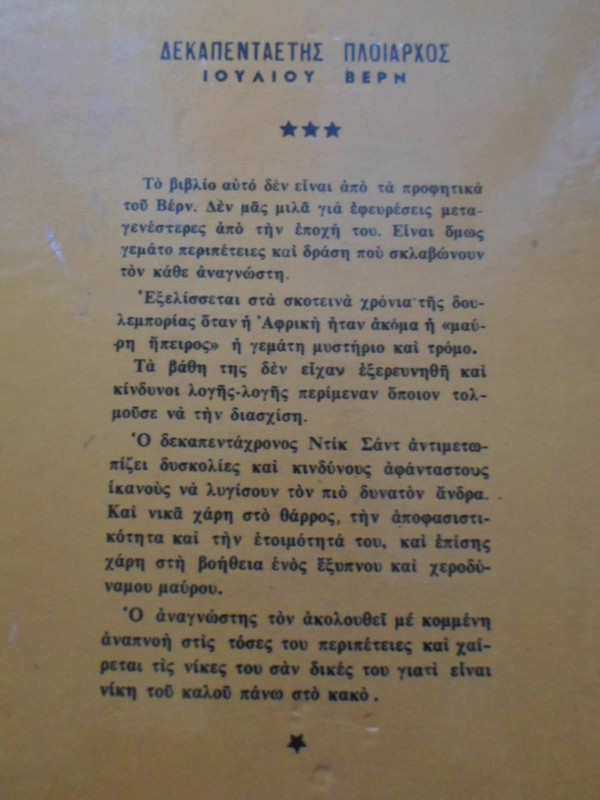 ΔΕΚΑΠΕΝΤΑΕΤΗΣ ΠΛΟΙΑΡΧΟΣ
ΙΟΥΛΙΟΥ ΒΕΡΝ
★★★
Τὸ βιβλίο αὐτό δὲν εἶναι ἀπὸ τὰ προφητικὰ
τοῦ Βέρν. Δὲν μᾶς μιλᾶ γιὰ ἐφευρέσεις μετα-
γενέστερες ἀπὸ τὴν ἐποχή του. Εἶναι ὅμως
γεμάτο περιπέτειες καὶ δράση ποὺ σκλαβώνουν
τὸν κάθε ἀναγνώστη.
Ἐξελίσσεται στὰ σκοτεινὰ χρόνια τῆς δου-
λεμπορίας ὅταν ἡ Ἀφρικὴ ἦταν ἀκόμα ἡ «μαύ-
ρη ἤπειρος» ἡ γεμάτη μυστήριο καὶ τρόμο.
Τὰ βάθη της δὲν εἶχαν ἐξερευνηθῆ καὶ
κίνδυνοι λογῆς-λογῆς περίμεναν ὅποιον τολ-
μοῦσε νὰ τὴν διασχίση.
Ὁ δεκαπεντάχρονος Ντίκ Σάντ ἀντιμετω-
πίζει δυσκολίες καὶ κινδύνους ἀφάνταστους
ἱκανοὺς νὰ λυγίσουν τὸν πιὸ δυνατὸν ἄνδρα.
Καὶ νικᾶ χάρη στὸ θάρρος, τὴν ἀποφασιστι-
κότητα καὶ τὴν ἑτοιμότητά του, καὶ ἐπίσης
χάρη στὴ βοήθεια ἑνὸς ἔξυπνου καὶ χεροδύ-
ναμου μαύρου.
Ὁ ἀναγνώστης τὸν ἀκολουθεῖ μέ κομμένη
ἀναπνοὴ στὶς τόσες του περιπέτειες καὶ χαί-
ρεται τὶς νίκες του σὰν δικές του γιατὶ εἶναι
νίκη τοῦ καλοῦ πάνω στὸ κακὸ.
★